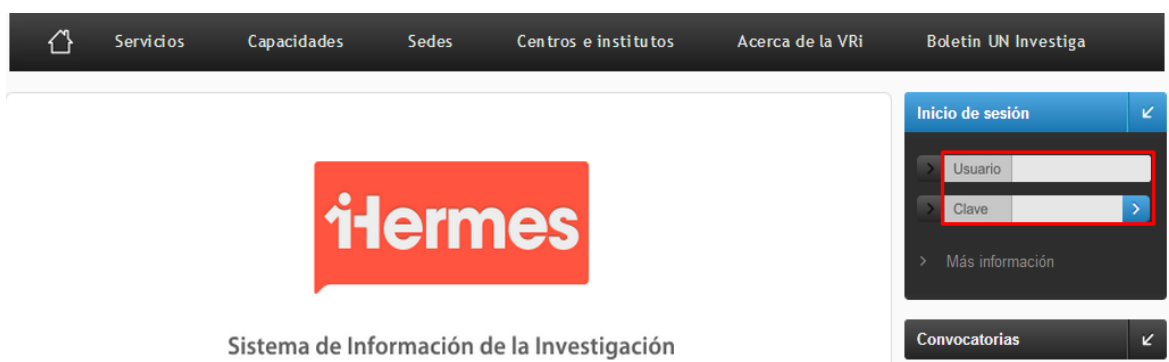 Servicios Capacidades Sedes Centros e institutos Acerca de la VRi Boletin UN Investiga
Inicio de sesión
Usuario
Clave
Más información
Convocatorias
Hermes
Sistema de Información de la Investigación